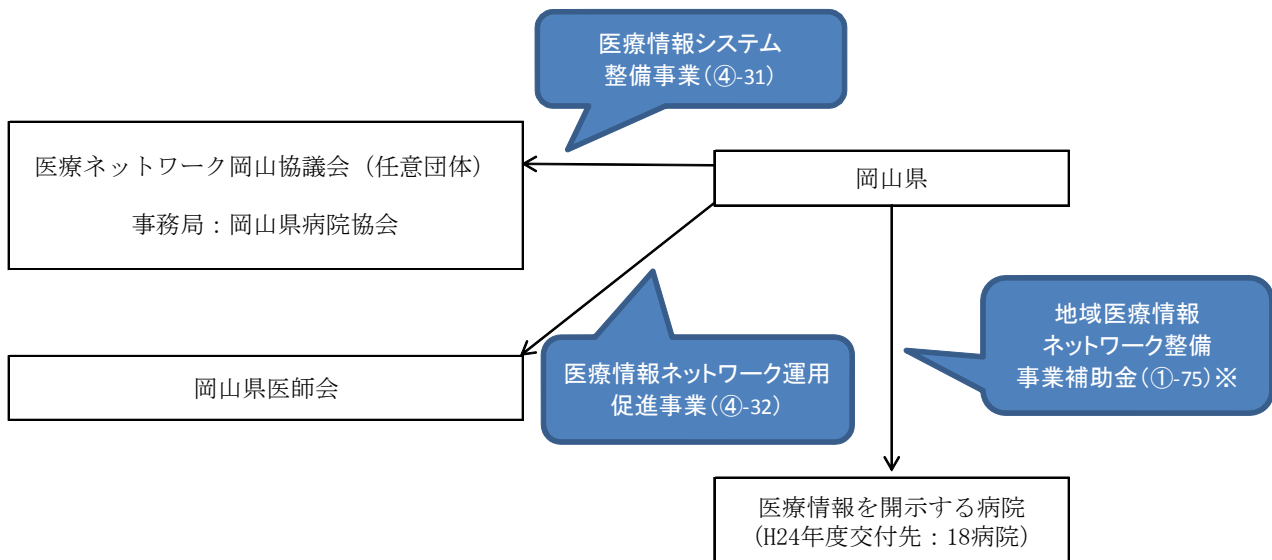 医療情報システム
整備事業(④-31)
医療ネットワーク岡山協議会（任意団体）
事務局：岡山県病院協会
岡山県
地域医療情報
ネットワーク整備
事業補助金(①-75)※
岡山県医師会
医療情報ネットワーク運用
促進事業(④-32)
医療情報を開示する病院
(H24年度交付先：18病院)